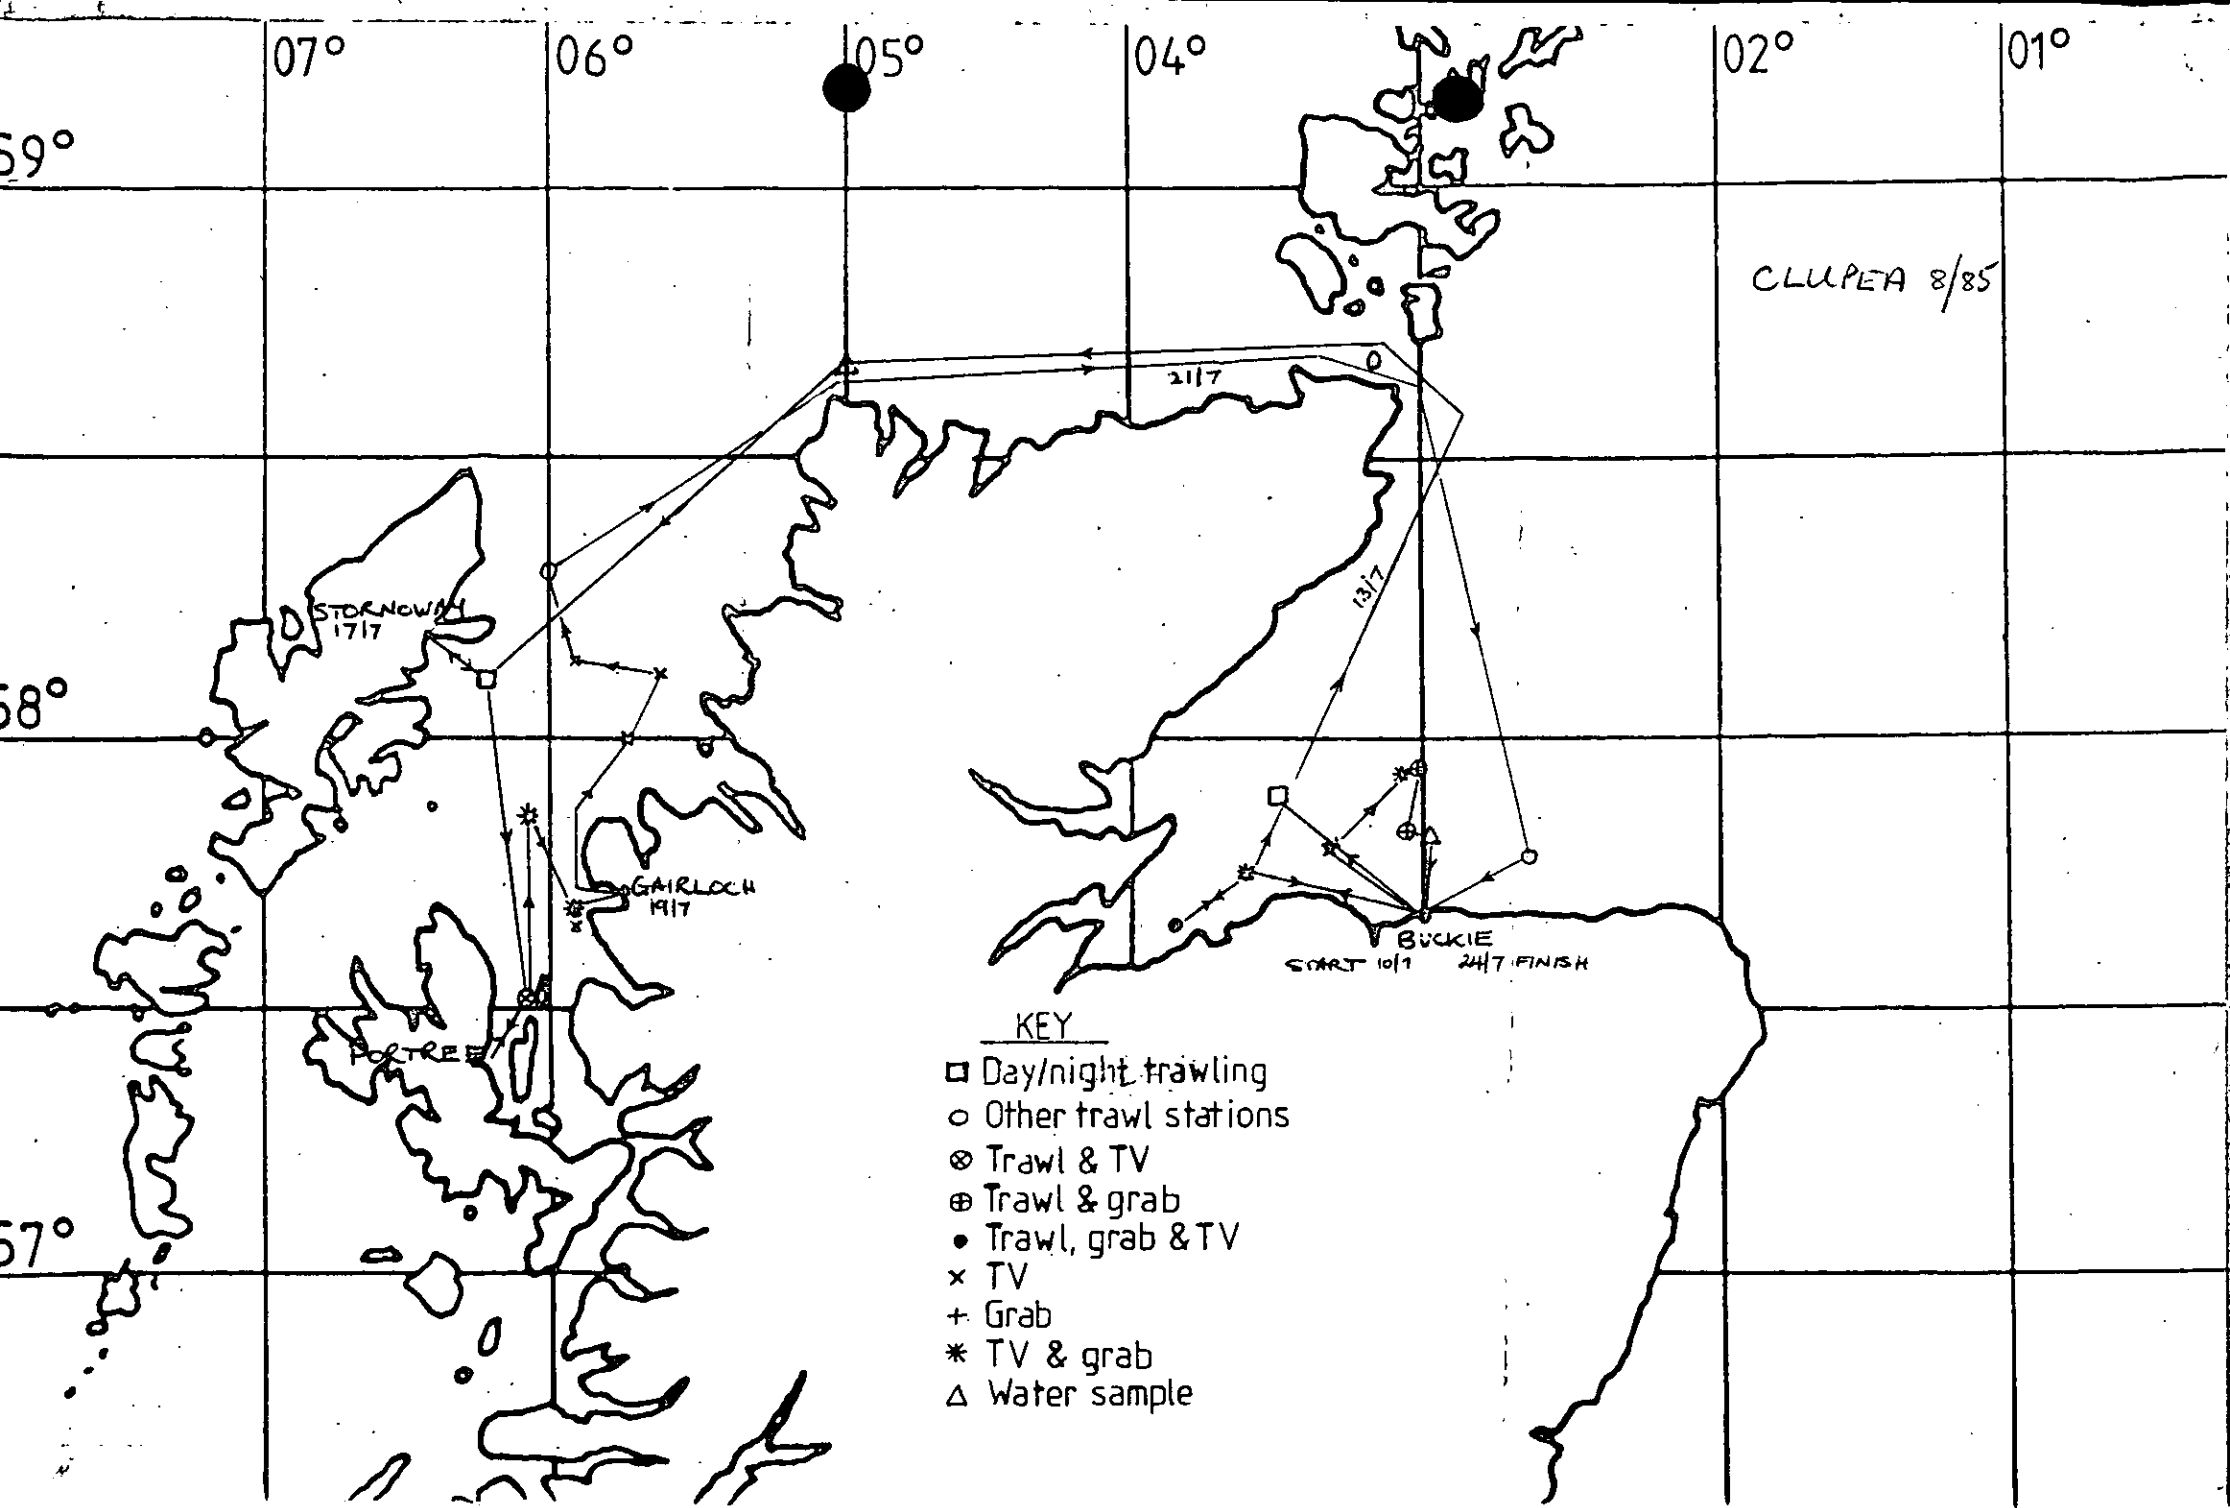 07° 06° 05° 04° 02° 01°
59°
CLUPEA 8/85
21/7
13/7
STORNOWAY
17/7
58°
GAIRLOCH
19/7
BUCKIE
START 10/7 24/7 FINISH
PORTREE
KEY
Day/night trawling
Other trawl stations
Trawl & TV
Trawl & grab
Trawl, grab & TV
TV
Grab
TV & grab
Water sample
57°